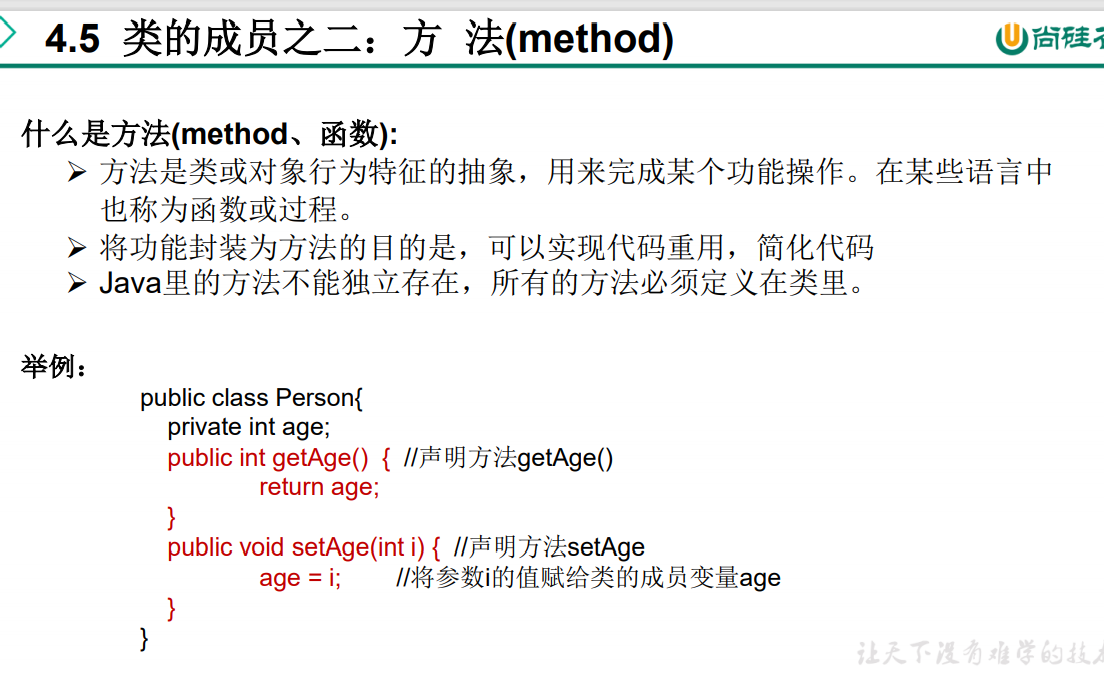 4.5 类的成员之二：方 法(method)
尚硅
什么是方法(method、函数):
➢ 方法是类或对象行为特征的抽象，用来完成某个功能操作。在某些语言中
也称为函数或过程。
➢ 将功能封装为方法的目的是，可以实现代码重用，简化代码
➢ Java里的方法不能独立存在，所有的方法必须定义在类里。
举例：
public class Person{
private int age;
public int getAge() { //声明方法getAge()
return age;
}
public void setAge(int i) { //声明方法setAge
age = i; //将参数i的值赋给类的成员变量age
}
}
让天下没有难学的技